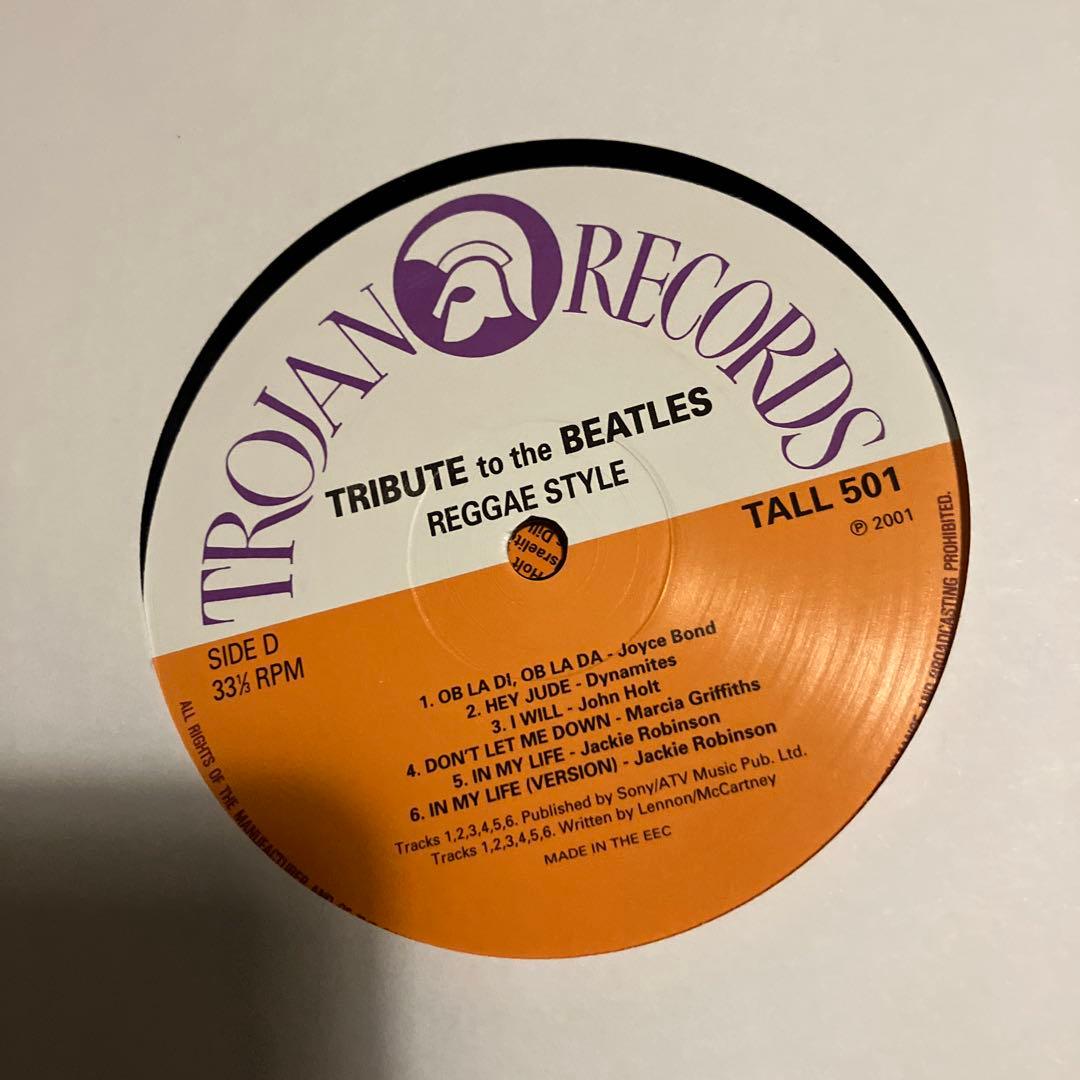 TROJAN RECORDS
TRIBUTE to the BEATLES
REGGAE STYLE
TALL 501
℗ 2001
SIDE D
33⅓ RPM
1. OB LA DI, OB LA DA - Joyce Bond
2. HEY JUDE - Dynamites
3. I WILL - John Holt
4. DON'T LET ME DOWN - Marcia Griffiths
5. IN MY LIFE - Jackie Robinson
6. IN MY LIFE (VERSION) - Jackie Robinson
Tracks 1,2,3,4,5,6. Published by Sony/ATV Music Pub. Ltd.
Tracks 1,2,3,4,5,6. Written by Lennon/McCartney
MADE IN THE EEC
ALL RIGHTS OF THE MANUFACTURER AND OF
AND BROADCASTING PROHIBITED.
Holt